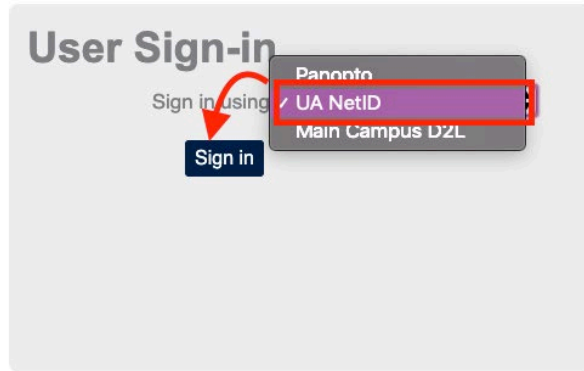 User Sign-in
Panopto
Sign in using ✓ UA NetID
Main Campus D2L
Sign in